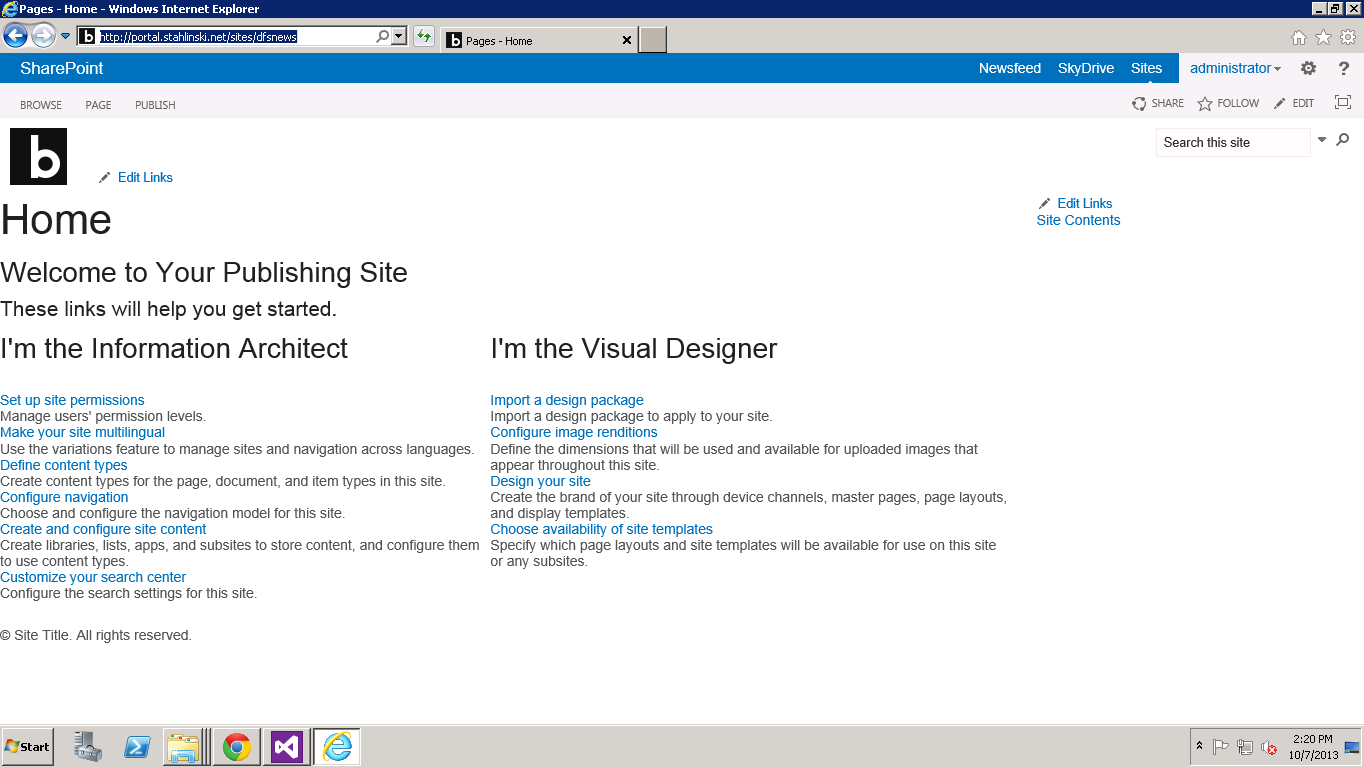 Pages - Home - Windows Internet Explorer
http://portal.stahlinski.net/sites/dfsnews
b Pages - Home
SharePoint
Newsfeed SkyDrive Sites administrator ?
BROWSE PAGE PUBLISH
SHARE FOLLOW EDIT
b
Search this site
Edit Links
Edit Links
Site Contents
Home
Welcome to Your Publishing Site
These links will help you get started.
I'm the Information Architect
Set up site permissions
Manage users' permission levels.
Make your site multilingual
Use the variations feature to manage sites and navigation across languages.
Define content types
Create content types for the page, document, and item types in this site.
Configure navigation
Choose and configure the navigation model for this site.
Create and configure site content
Create libraries, lists, apps, and subsites to store content, and configure them
to use content types.
Customize your search center
Configure the search settings for this site.
I'm the Visual Designer
Import a design package
Import a design package to apply to your site.
Configure image renditions
Define the dimensions that will be used and available for uploaded images that
appear throughout this site.
Design your site
Create the brand of your site through device channels, master pages, page layouts,
and display templates.
Choose availability of site templates
Specify which page layouts and site templates will be available for use on this site
or any subsites.
© Site Title. All rights reserved.
Start
2:20 PM
10/7/2013